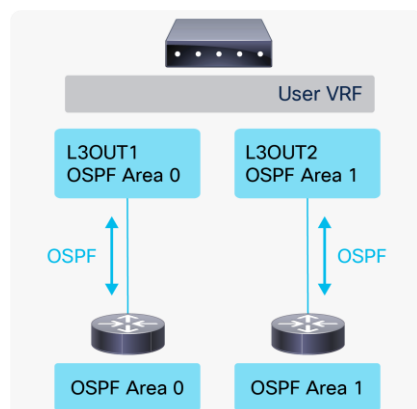 User VRF
L3OUT1
OSPF Area 0
L3OUT2
OSPF Area 1
OSPF
OSPF
OSPF Area 0
OSPF Area 1